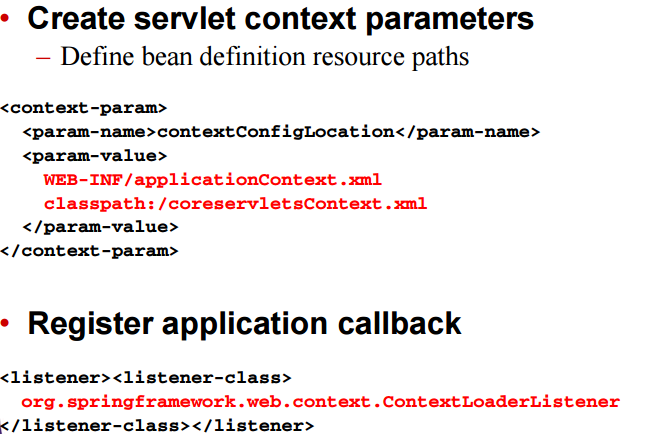 • Create servlet context parameters
– Define bean definition resource paths
<context-param>
<param-name>contextConfigLocation</param-name>
<param-value>
WEB-INF/applicationContext.xml
classpath:/coreservletsContext.xml
</param-value>
</context-param>
• Register application callback
<listener><listener-class>
org.springframework.web.context.ContextLoaderListener
</listener-class></listener>